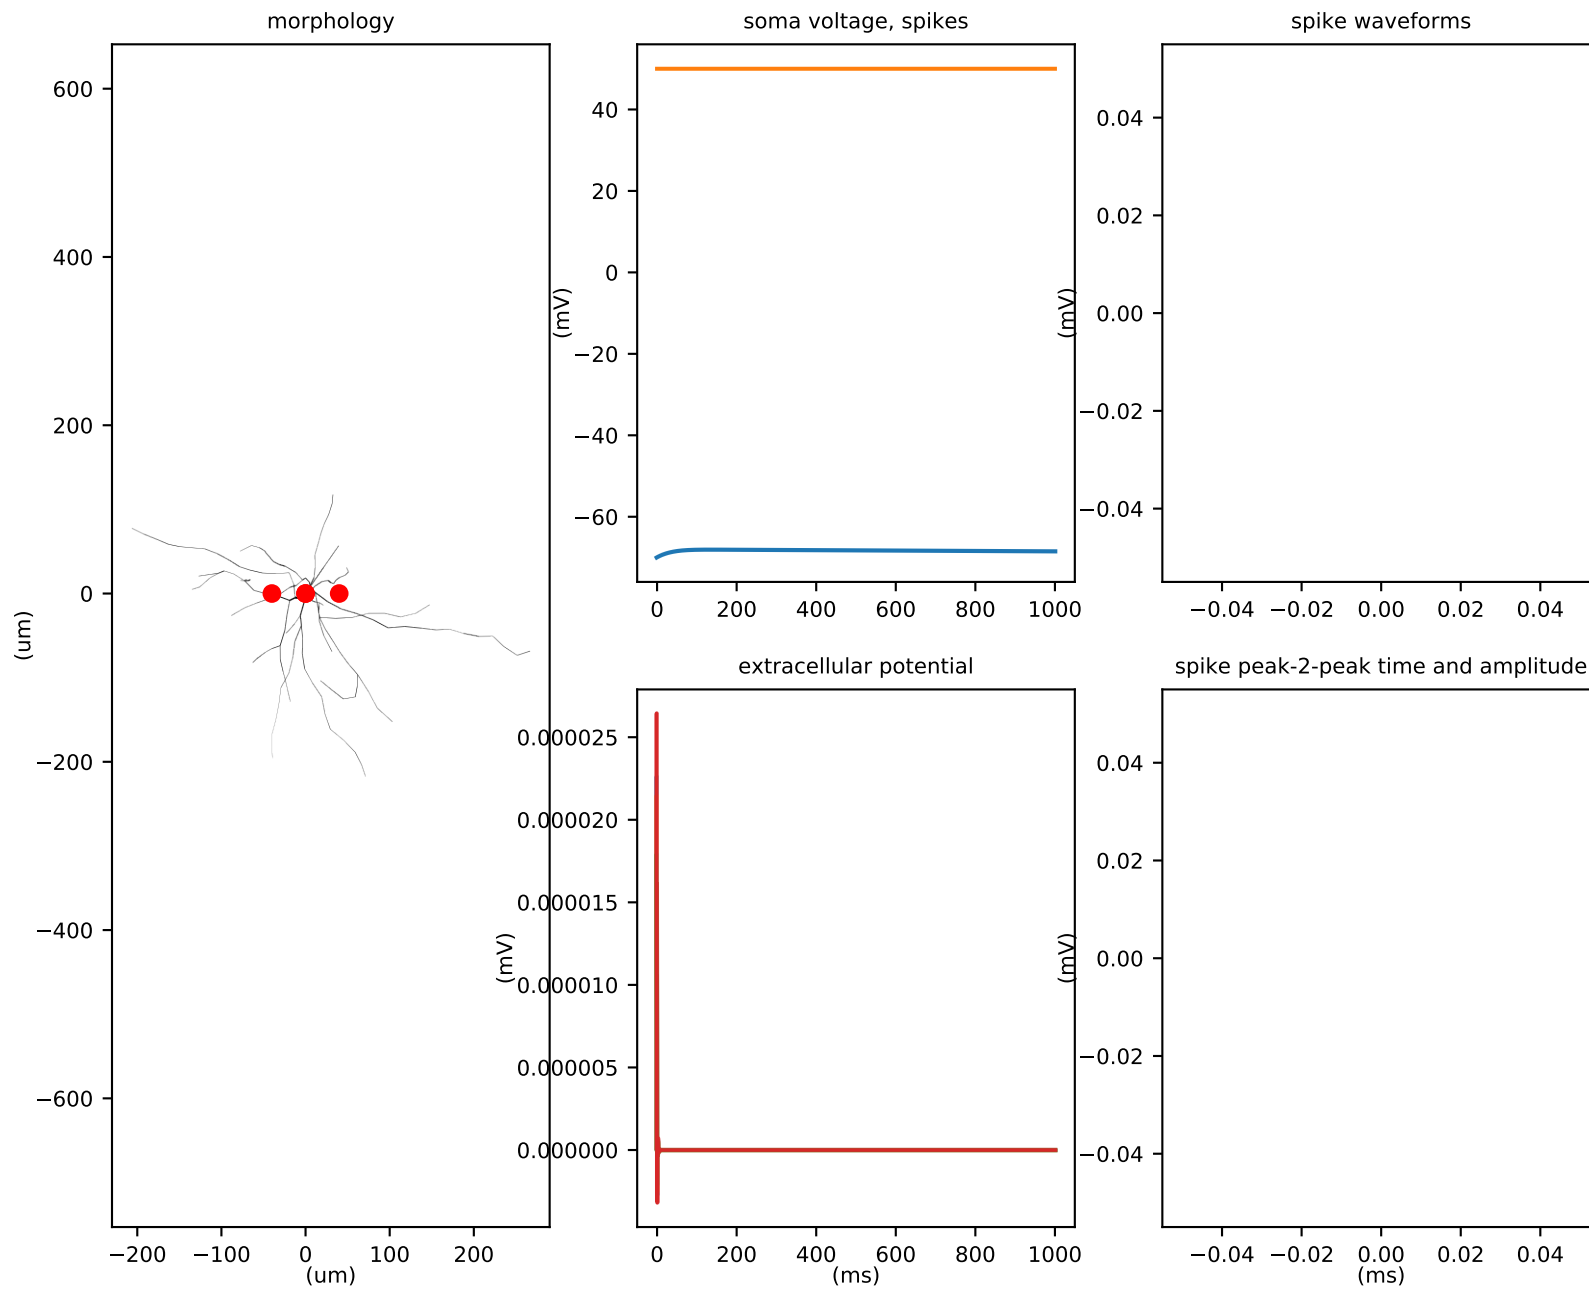 morphology
600
400
200
0
−200
−400
−600
(um)
−200 −100 0 100 200
(um)
soma voltage, spikes
40
20
0
−20
−40
−60
(mV)
0 200 400 600 800 1000
spike waveforms
0.04
0.02
0.00
−0.02
−0.04
(mV)
−0.04 −0.02 0.00 0.02 0.04
extracellular potential
0.000025
0.000020
0.000015
0.000010
0.000005
0.000000
(mV)
0 200 400 600 800 1000
(ms)
spike peak-2-peak time and amplitude
0.04
0.02
0.00
−0.02
−0.04
(mV)
−0.04 −0.02 0.00 0.02 0.04
(ms)